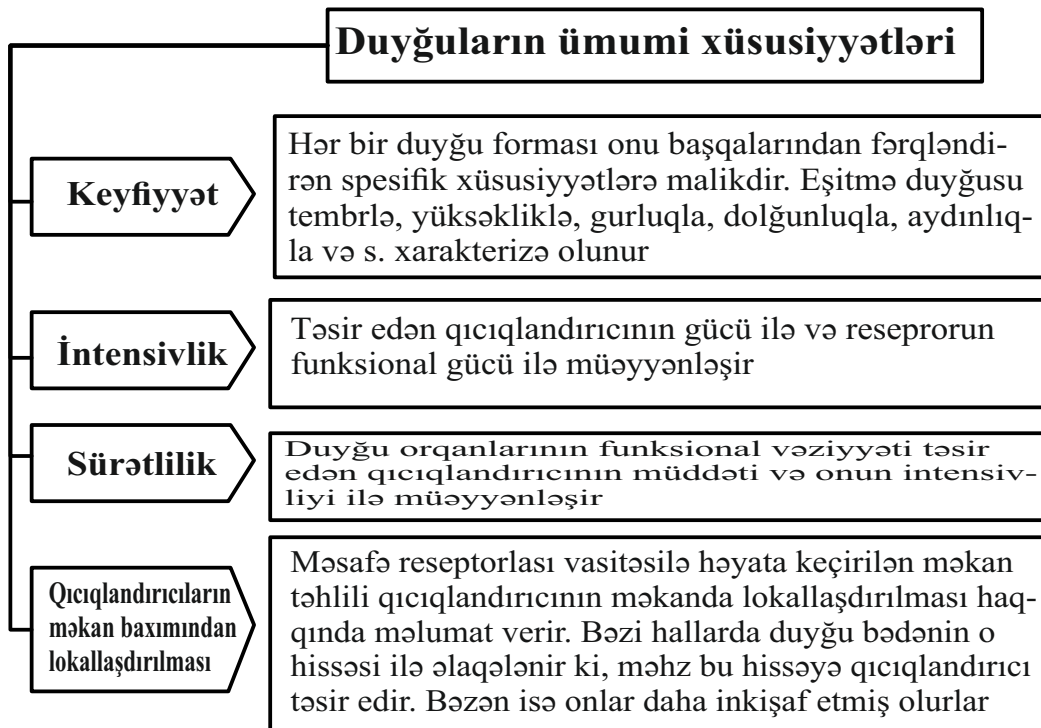 Duyğuların ümumi xüsusiyyətləri
Keyfiyyət
Hər bir duyğu forması onu başqalarından fərqləndi-
rən spesifik xüsusiyyətlərə malikdir. Eşitmə duyğusu
tembrlə, yüksəkliklə, gurluqla, dolğunluqla, aydınlıq-
la və s. xarakterizə olunur
İntensivlik
Təsir edən qıcıqlandırıcının gücü ilə və reseprorun
funksional gücü ilə müəyyənləşir
Sürətlilik
Duyğu orqanlarının funksional vəziyyəti təsir
edən qıcıqlandırıcının müddəti və onun intensiv-
liyi ilə müəyyənləşir
Qıcıqlandırıcıların
məkan baxımından
lokallaşdırılması
Məsafə reseptorlası vasitəsilə həyata keçirilən məkan
təhlili qıcıqlandırıcının məkanda lokallaşdırılması haq-
qında məlumat verir. Bəzi hallarda duyğu bədənin o
hissəsi ilə əlaqələnir ki, məhz bu hissəyə qıcıqlandırıcı
təsir edir. Bəzən isə onlar daha inkişaf etmiş olurlar